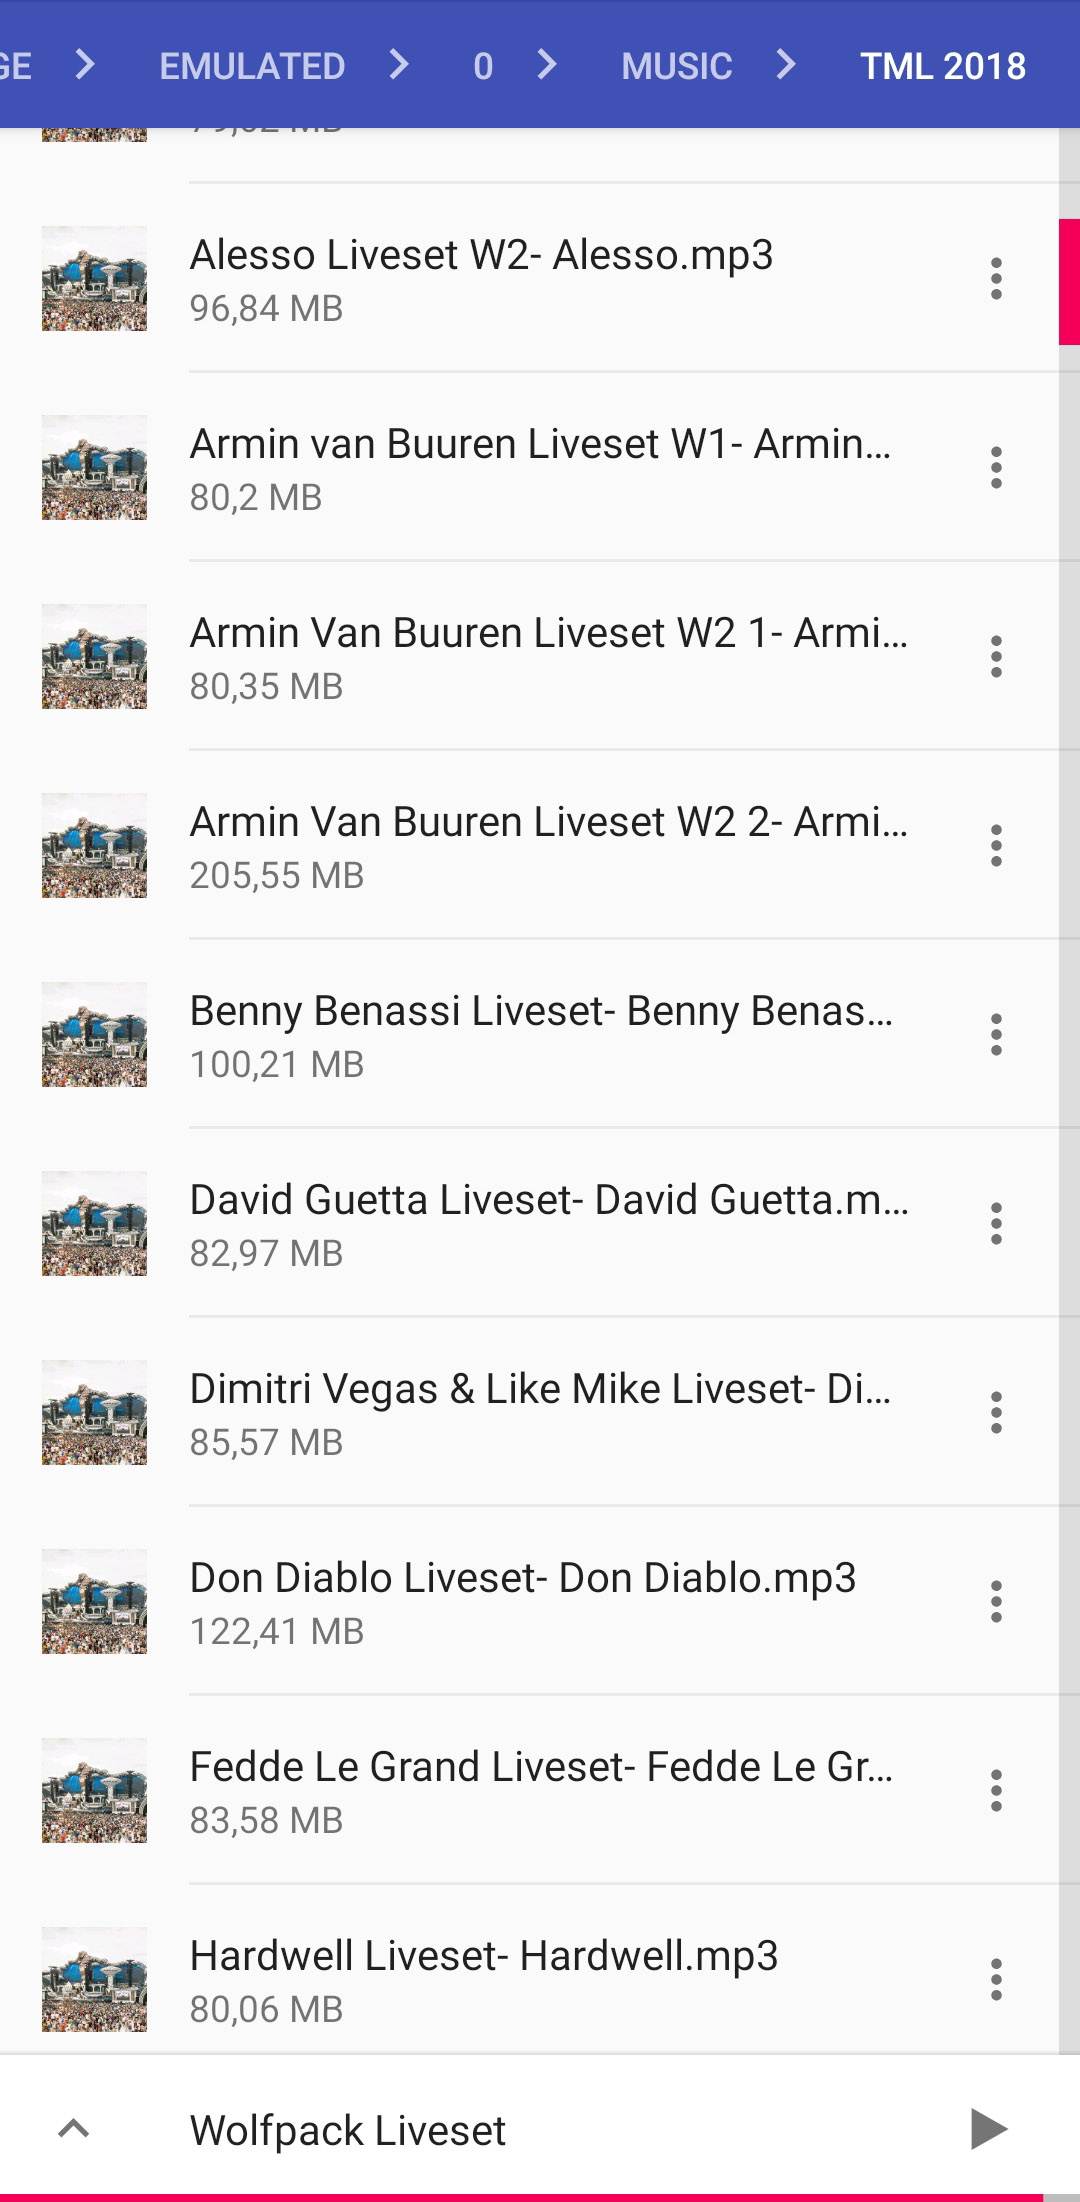 GE > EMULATED > 0 > MUSIC > TML 2018
Alesso Liveset W2- Alesso.mp3
96,84 MB
Armin van Buuren Liveset W1- Armin...
80,2 MB
Armin Van Buuren Liveset W2 1- Armi...
80,35 MB
Armin Van Buuren Liveset W2 2- Armi...
205,55 MB
Benny Benassi Liveset- Benny Benas...
100,21 MB
David Guetta Liveset- David Guetta.m...
82,97 MB
Dimitri Vegas & Like Mike Liveset- Di...
85,57 MB
Don Diablo Liveset- Don Diablo.mp3
122,41 MB
Fedde Le Grand Liveset- Fedde Le Gr...
83,58 MB
Hardwell Liveset- Hardwell.mp3
80,06 MB
Wolfpack Liveset